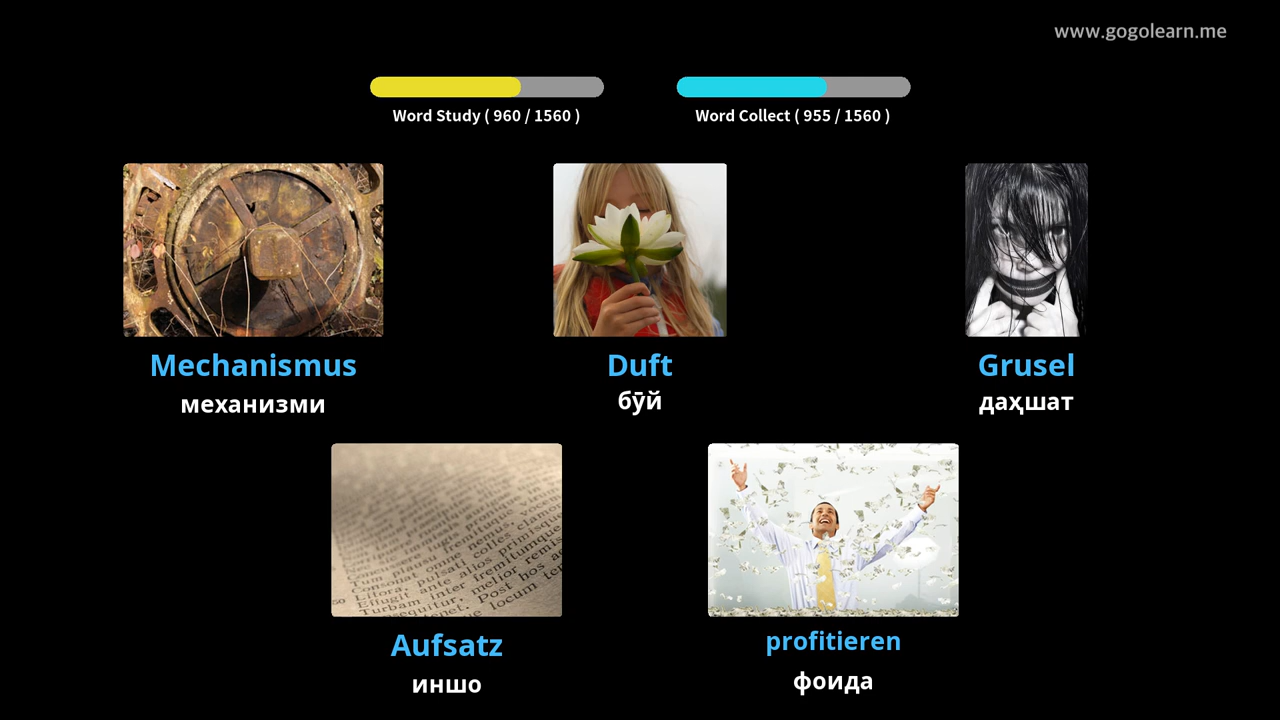 www.gogolearn.me
Word Study ( 960 / 1560 )
Word Collect ( 955 / 1560 )
Mechanismus
механизми
Duft
бӯй
Grusel
даҳшат
Aufsatz
иншо
profitieren
фоида